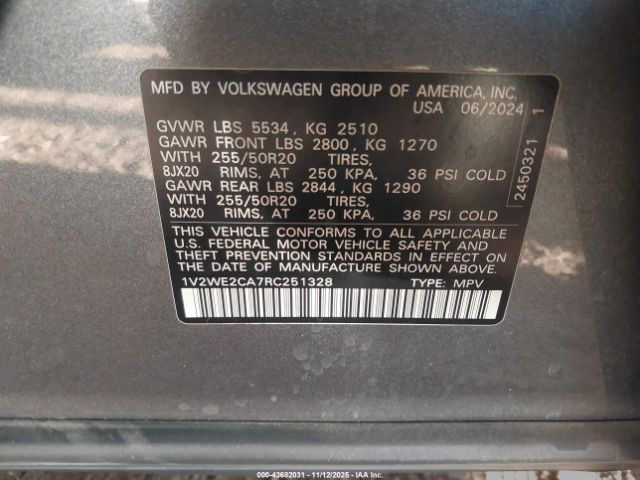 MFD BY VOLKSWAGEN GROUP OF AMERICA, INC.
USA 06/2024
GVWR LBS 5534, KG 2510
GAWR FRONT LBS 2800, KG 1270
WITH 255/50R20 TIRES,
8JX20 RIMS, AT 250 KPA, 36 PSI COLD
GAWR REAR LBS 2844, KG 1290
WITH 255/50R20 TIRES,
8JX20 RIMS, AT 250 KPA, 36 PSI COLD
THIS VEHICLE CONFORMS TO ALL APPLICABLE
U.S. FEDERAL MOTOR VEHICLE SAFETY AND
THEFT PREVENTION STANDARDS IN EFFECT ON
THE DATE OF MANUFACTURE SHOWN ABOVE.
1V2WE2CA7RC251328 TYPE: MPV
2450321 1
000-43682031 - 11/12/2025 - IAA Inc.